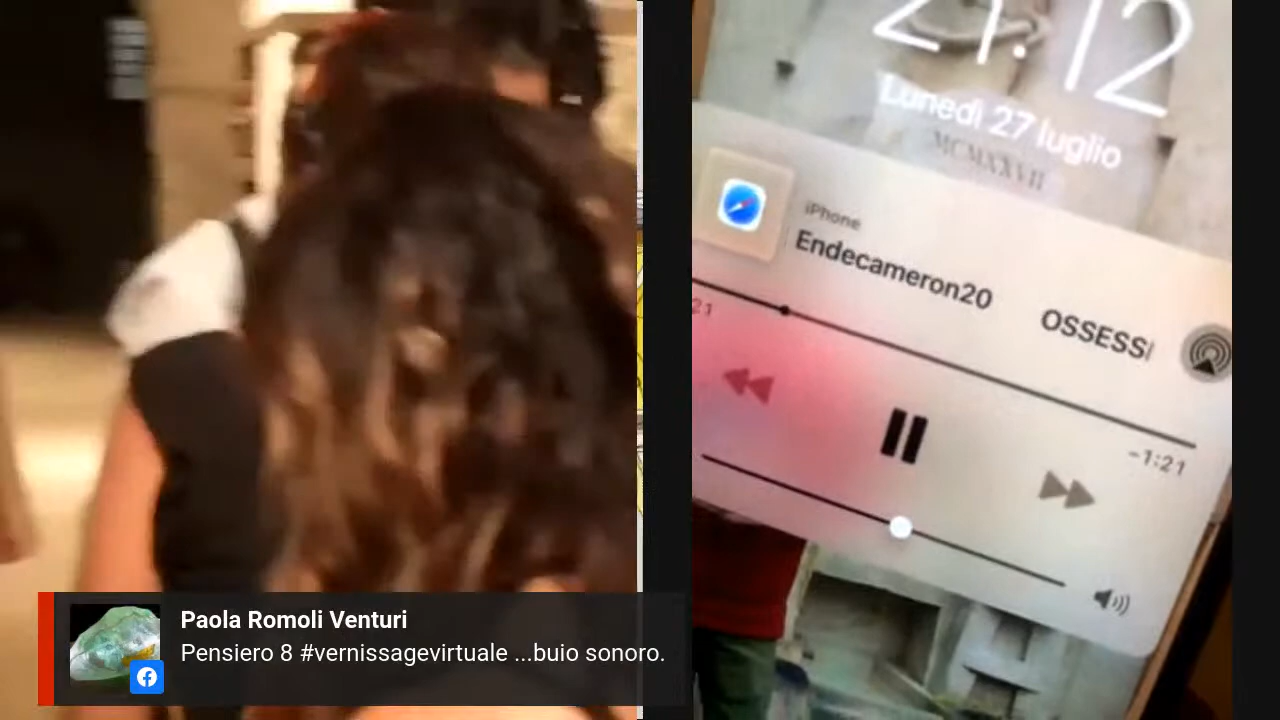 21:12
Lunedì 27 luglio
MCMXXVII
iPhone
Endecameron20 OSSESSI
21
-1:21
Paola Romoli Venturi
Pensiero 8 #vernissagevirtuale ...buio sonoro.